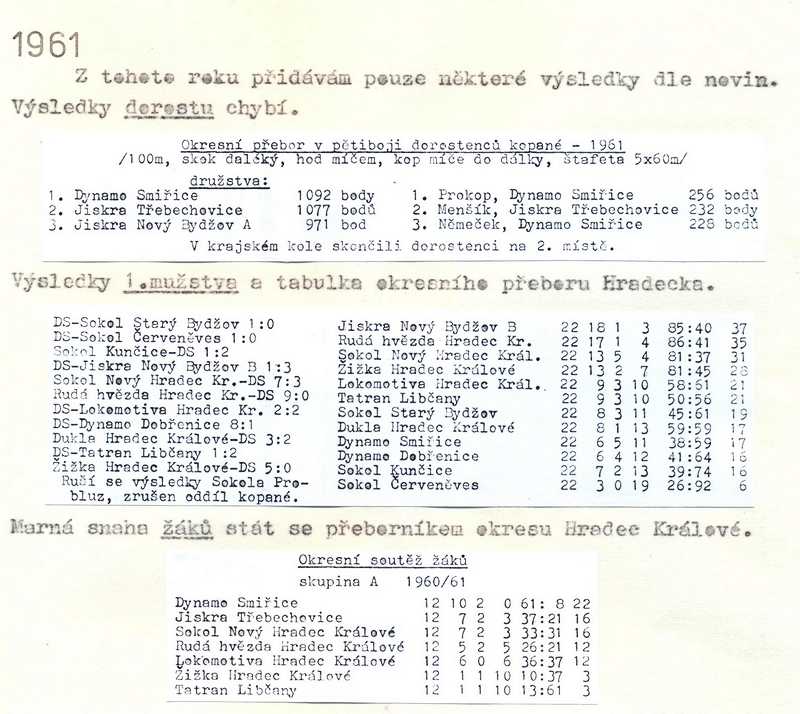 1961
Z tohoto roku přidávám pouze některé výsledky dle novin.
Výsledky dorostu chybí.
Okresní přebor v pětiboji dorostenců kopané - 1961
/100m, skok daleký, hod míčem, kop míče do dálky, štafeta 5x60m/
družstva:
1. Dynamo Smiřice 1092 body 1. Prokop, Dynamo Smiřice 256 bodů
2. Jiskra Třebechovice 1077 bodů 2. Menšík, Jiskra Třebechovice 232 body
3. Jiskra Nový Bydžov A 971 bod 3. Němeček, Dynamo Smiřice 228 bodů
V krajském kole skončili dorostenci na 2. místě.
Výsledky 1.mužstva a tabulka okresního přeboru Hradecka.
DS-Sokol Starý Bydžov 1:0
DS-Sokol Červeněves 1:0
Sokol Kunčice-DS 1:2
DS-Jiskra Nový Bydžov B 1:3
Sokol Nový Hradec Kr.-DS 7:3
Rudá hvězda Hradec Kr.-DS 9:0
DS-Lokomotiva Hradec Kr. 2:2
DS-Dynamo Dobřenice 8:1
Dukla Hradec Králové-DS 3:2
DS-Tatran Libčany 1:2
Žižka Hradec Králové-DS 5:0
Ruší se výsledky Sokola Pro-
bluz, zrušen oddíl kopané.
Jiskra Nový Bydžov B 22 18 1 3 85:40 37
Rudá hvězda Hradec Kr. 22 17 1 4 86:41 35
Sokol Nový Hradec Král. 22 13 5 4 81:37 31
Žižka Hradec Králové 22 13 2 7 81:45 28
Lokomotiva Hradec Král. 22 9 3 10 58:61 21
Tatran Libčany 22 9 3 10 50:56 21
Sokol Starý Bydžov 22 8 3 11 45:61 19
Dukla Hradec Králové 22 8 1 13 59:59 17
Dynamo Smiřice 22 6 5 11 38:59 17
Dynamo Dobřenice 22 6 4 12 41:64 16
Sokol Kunčice 22 7 2 13 39:74 16
Sokol Červeněves 22 3 0 19 26:92 6
Marná snaha žáků stát se přeborníkem okresu Hradec Králové.
Okresní soutěž žáků
skupina A 1960/61
Dynamo Smiřice 12 10 2 0 61: 8 22
Jiskra Třebechovice 12 7 2 3 37:21 16
Sokol Nový Hradec Králové 12 7 2 3 33:31 16
Rudá hvězda Hradec Králové 12 5 2 5 26:21 12
Lokomotiva Hradec Králové 12 6 0 6 36:37 12
Žižka Hradec Králové 12 1 1 10 10:37 3
Tatran Libčany 12 1 1 10 13:61 3